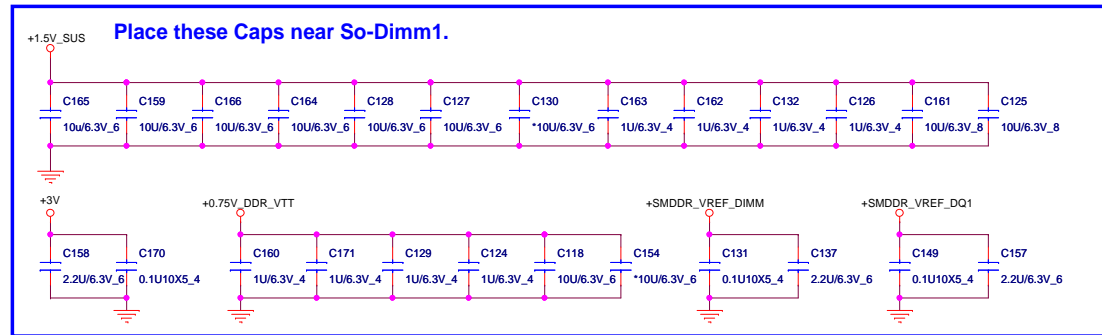 Place these Caps near So-Dimm1.
+1.5V_SUS
C165 C159 C166 C164 C128 C127 C130 C163 C162 C132 C126 C161 C125
10u/6.3V_6 10U/6.3V_6 10U/6.3V_6 10U/6.3V_6 10U/6.3V_6 10U/6.3V_6 *10U/6.3V_6 1U/6.3V_4 1U/6.3V_4 1U/6.3V_4 1U/6.3V_4 10U/6.3V_8 10U/6.3V_8
+3V +0.75V_DDR_VTT +SMDDR_VREF_DIMM +SMDDR_VREF_DQ1
C158 C170 C160 C171 C129 C124 C118 C154 C131 C137 C149 C157
2.2U/6.3V_6 0.1U10X5_4 1U/6.3V_4 1U/6.3V_4 1U/6.3V_4 1U/6.3V_4 10U/6.3V_6 *10U/6.3V_6 0.1U10X5_4 2.2U/6.3V_6 0.1U10X5_4 2.2U/6.3V_6